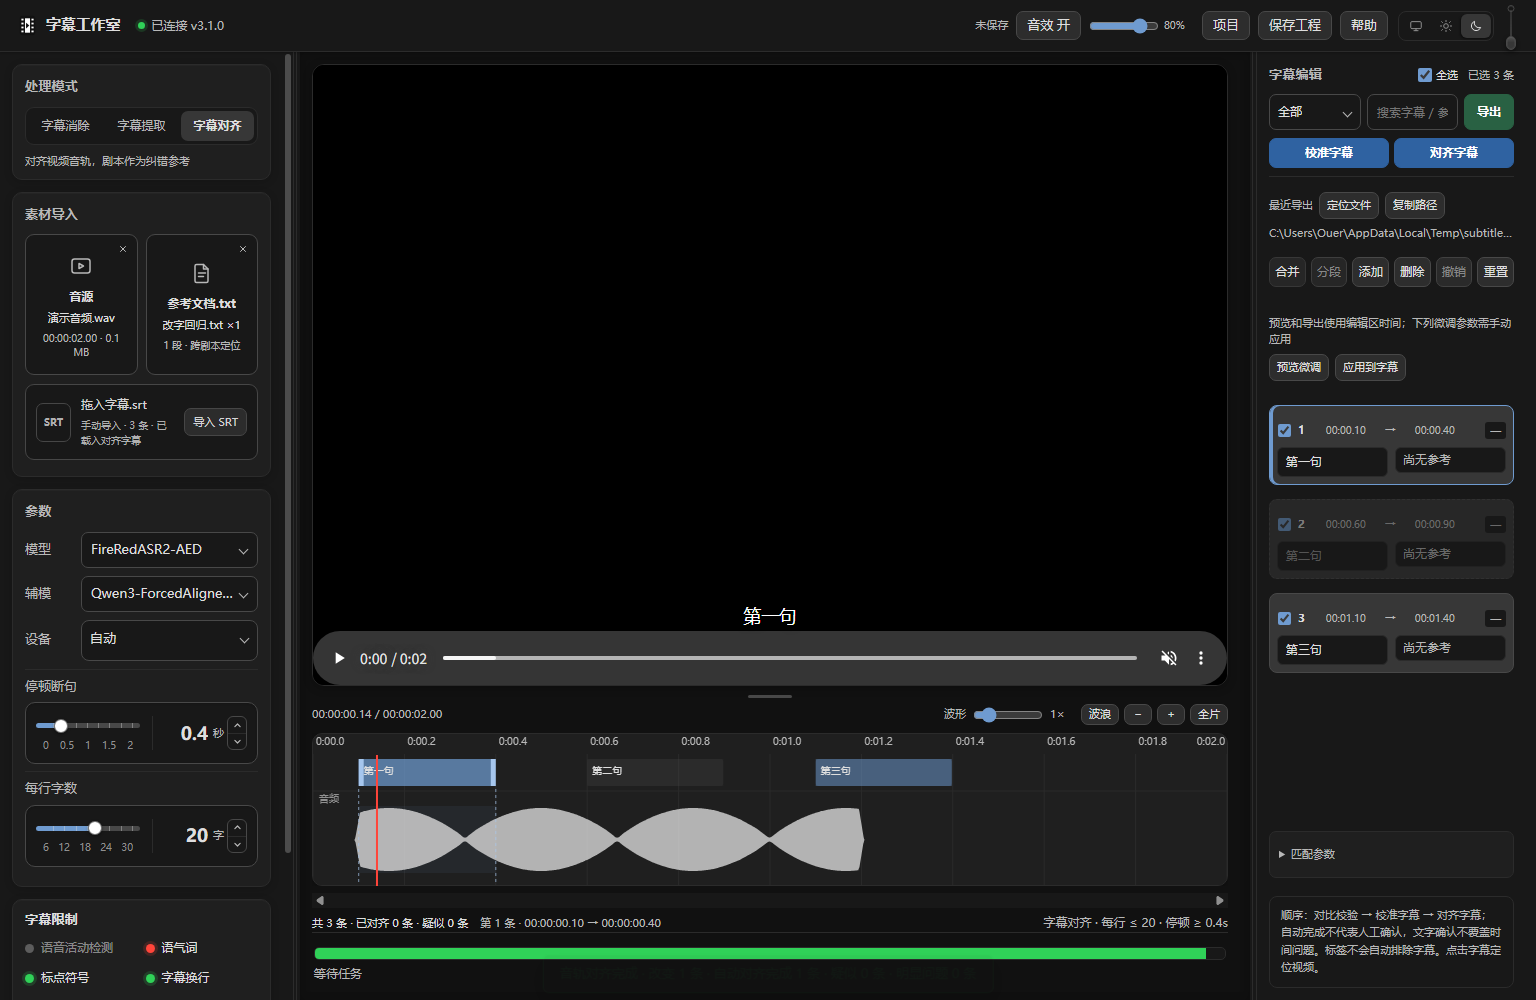 字幕工作室
已连接 v3.1.0
未保存
音效 开
80%
项目
保存工程
帮助
处理模式
字幕消除
字幕提取
字幕对齐
对齐视频音轨，剧本作为纠错参考
素材导入
×
音源
演示音频.wav
00:00:02.00 · 0.1
MB
×
参考文档.txt
改字回归.txt ×1
1 段 · 跨剧本定位
SRT
拖入字幕.srt
手动导入 · 3 条 · 已
载入对齐字幕
导入 SRT
参数
模型
FireRedASR2-AED
辅模
Qwen3-ForcedAligne...
设备
自动
停顿断句
0 0.5 1 1.5 2
0.4 秒
每行字数
6 12 18 24 30
20 字
字幕限制
语音活动检测
语气词
标点符号
字幕换行
第一句
0:00 / 0:02
00:00:00.14 / 00:00:02.00
波形
1×
波浪
−
+
全片
0:00.0 0:00.2 0:00.4 0:00.6 0:00.8 0:01.0 0:01.2 0:01.4 0:01.6 0:01.8 0:02.0
第一句
第二句
第三句
音频
共 3 条 · 已对齐 0 条 · 疑似 0 条
第 1 条 · 00:00:00.10 → 00:00:00.40
字幕对齐 · 每行 ≤ 20 · 停顿 ≥ 0.4s
等待任务
字幕编辑
全选
已选 3 条
全部
搜索字幕 / 参
导出
校准字幕
对齐字幕
最近导出
定位文件
复制路径
C:\Users\Ouer\AppData\Local\Temp\subtitle...
合并
分段
添加
删除
撤销
重置
预览和导出使用编辑区时间；下列微调参数需手动
应用
预览微调
应用到字幕
1 00:00.10 → 00:00.40 —
第一句
尚无参考
2 00:00.60 → 00:00.90 —
第二句
尚无参考
3 00:01.10 → 00:01.40 —
第三句
尚无参考
匹配参数
顺序：对比校验 → 校准字幕 → 对齐字幕；
自动完成不代表人工确认，文字确认不要盖时
间问题。标签不会自动排除字幕。点击字幕定
位视频。